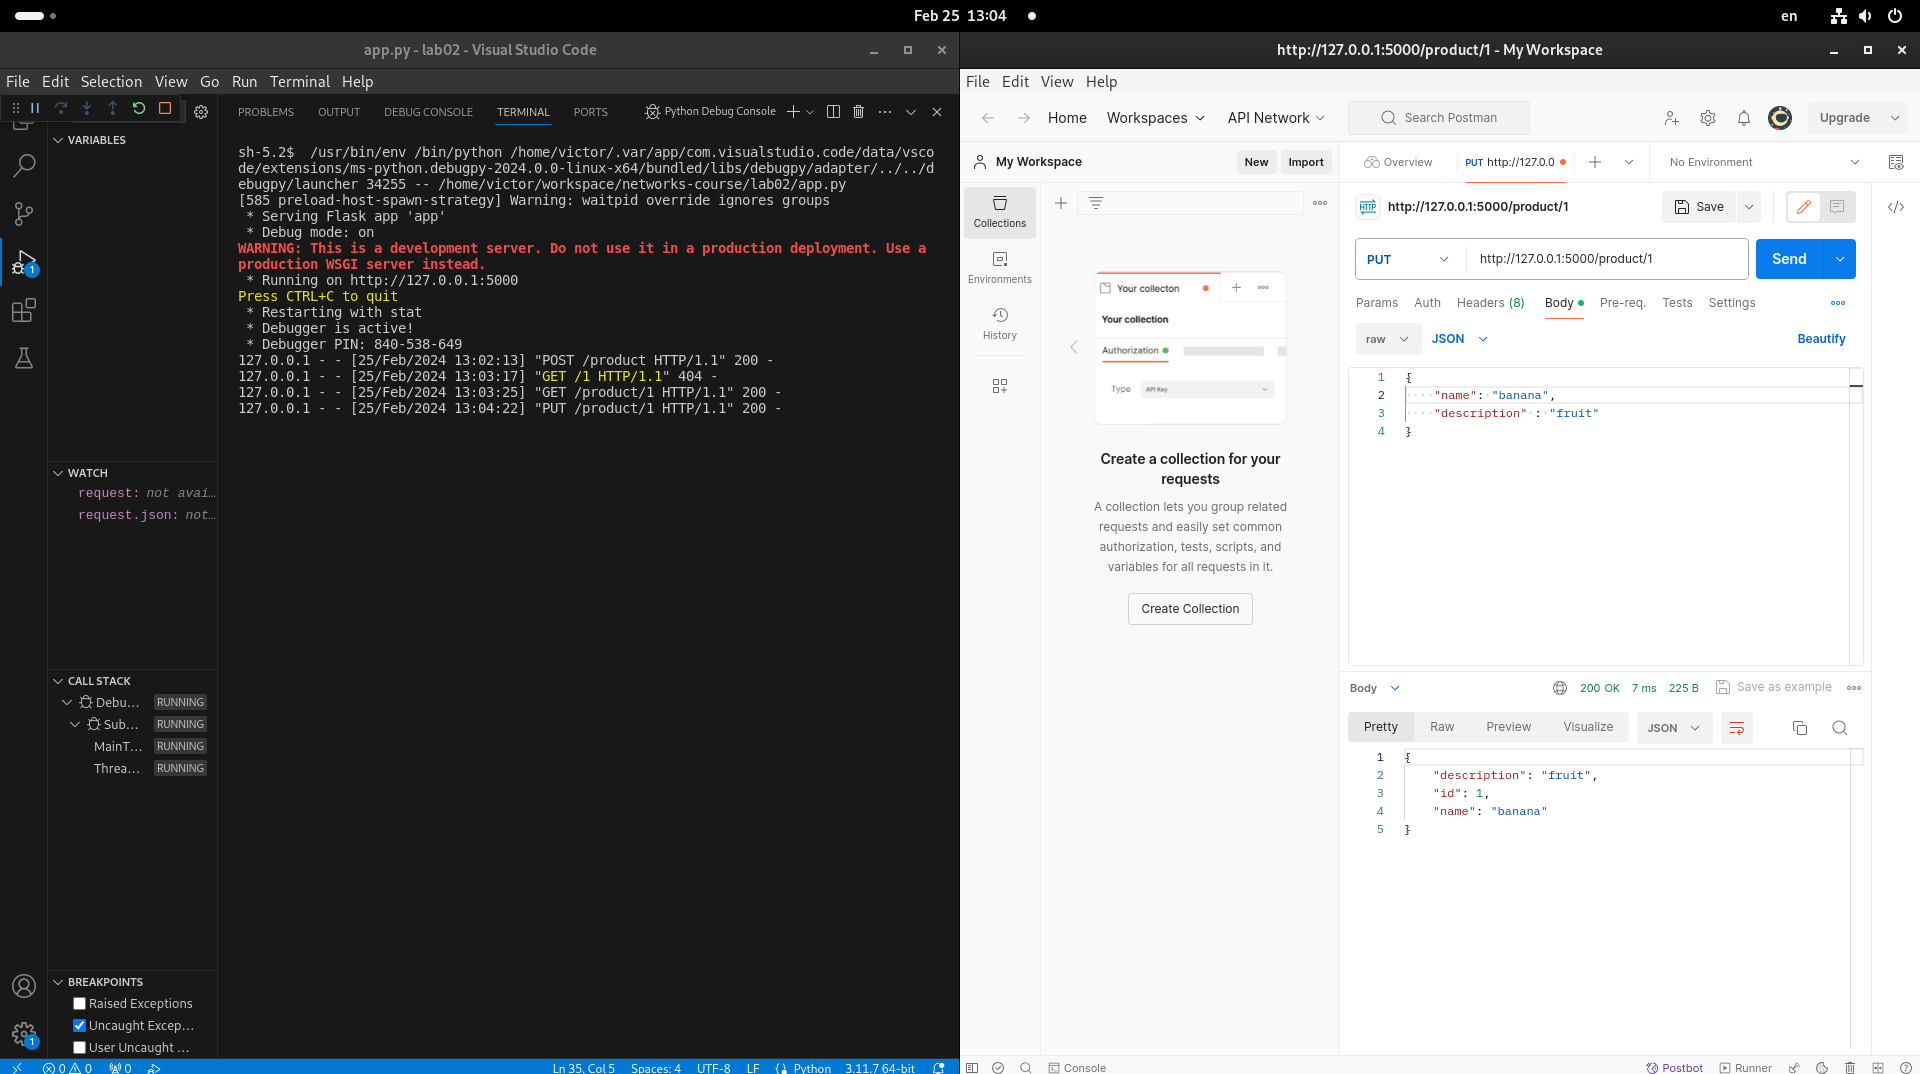 Feb 25 13:04
en
app.py - lab02 - Visual Studio Code
File Edit Selection View Go Run Terminal Help
PROBLEMS OUTPUT DEBUG CONSOLE TERMINAL PORTS
Python Debug Console
VARIABLES
WATCH
request: not avai…
request.json: not…
CALL STACK
Debu… RUNNING
Sub… RUNNING
MainT… RUNNING
Threa… RUNNING
BREAKPOINTS
Raised Exceptions
Uncaught Excep…
User Uncaught …
1
1
sh-5.2$  /usr/bin/env /bin/python /home/victor/.var/app/com.visualstudio.code/data/vsco
de/extensions/ms-python.debugpy-2024.0.0-linux-x64/bundled/libs/debugpy/adapter/../../d
ebugpy/launcher 34255 -- /home/victor/workspace/networks-course/lab02/app.py
[585 preload-host-spawn-strategy] Warning: waitpid override ignores groups
 * Serving Flask app 'app'
 * Debug mode: on
WARNING: This is a development server. Do not use it in a production deployment. Use a
production WSGI server instead.
 * Running on http://127.0.0.1:5000
Press CTRL+C to quit
 * Restarting with stat
 * Debugger is active!
 * Debugger PIN: 840-538-649
127.0.0.1 - - [25/Feb/2024 13:02:13] "POST /product HTTP/1.1" 200 -
127.0.0.1 - - [25/Feb/2024 13:03:17] "GET /1 HTTP/1.1" 404 -
127.0.0.1 - - [25/Feb/2024 13:03:25] "GET /product/1 HTTP/1.1" 200 -
127.0.0.1 - - [25/Feb/2024 13:04:22] "PUT /product/1 HTTP/1.1" 200 -
0 0 0 Ln 35, Col 5 Spaces: 4 UTF-8 LF Python 3.11.7 64-bit
http://127.0.0.1:5000/product/1 - My Workspace
File Edit View Help
Home Workspaces API Network Search Postman Upgrade
My Workspace New Import
Overview PUT http://127.0.0 No Environment
Collections
Environments
History
Your collecton
Your collection
Authorization
Type API Key
Create a collection for your
requests
A collection lets you group related
requests and easily set common
authorization, tests, scripts, and
variables for all requests in it.
Create Collection
HTTP http://127.0.0.1:5000/product/1 Save
PUT http://127.0.0.1:5000/product/1 Send
Params Auth Headers (8) Body Pre-req. Tests Settings
raw JSON Beautify
1 {
2 "name": "banana",
3 "description" : "fruit"
4 }
Body 200 OK 7 ms 225 B Save as example
Pretty Raw Preview Visualize JSON
1 {
2 "description": "fruit",
3 "id": 1,
4 "name": "banana"
5 }
Console Postbot Runner